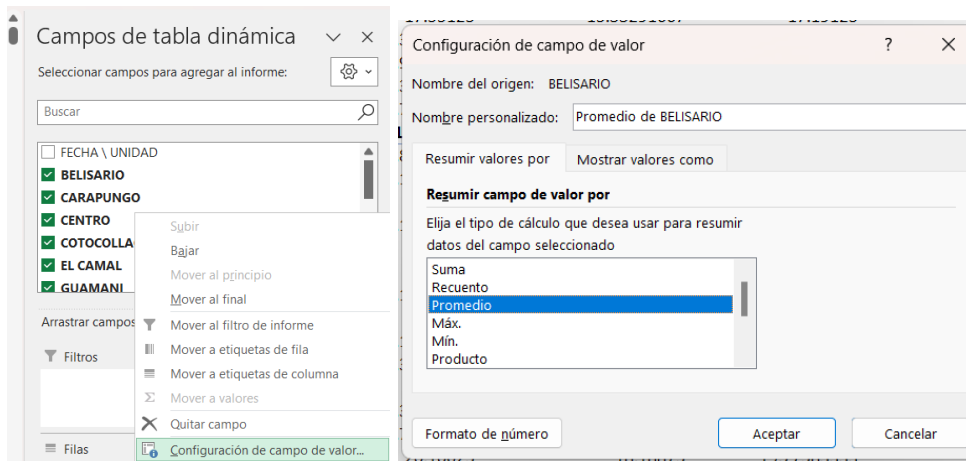 Campos de tabla dinámica
Seleccionar campos para agregar al informe:
Buscar
FECHA \ UNIDAD
BELISARIO
CARAPUNGO
CENTRO
COTOCOLLA
EL CAMAL
GUAMANI
Arrastrar campos
Filtros
Filas
Subir
Bajar
Mover al principio
Mover al final
Mover al filtro de informe
Mover a etiquetas de fila
Mover a etiquetas de columna
Mover a valores
Quitar campo
Configuración de campo de valor...
Configuración de campo de valor ?
Nombre del origen: BELISARIO
Nombre personalizado: Promedio de BELISARIO
Resumir valores por Mostrar valores como
Resumir campo de valor por
Elija el tipo de cálculo que desea usar para resumir
datos del campo seleccionado
Suma
Recuento
Promedio
Máx.
Mín.
Producto
Formato de número Aceptar Cancelar